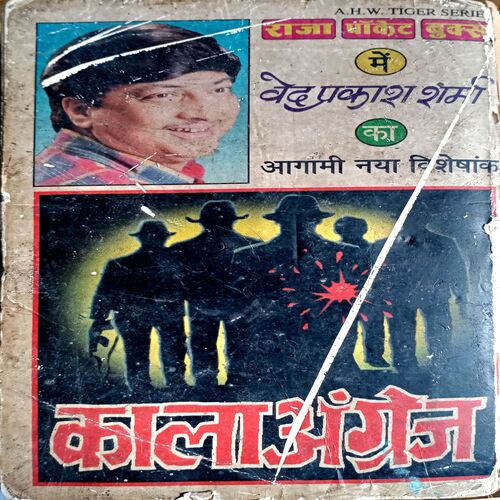 A.H.W. TIGER SERIE
राजा पॉकेट बुक्स
में
वेद प्रकाश शर्मा
का
आगामी नया विशेषांक
काला अंग्रेज